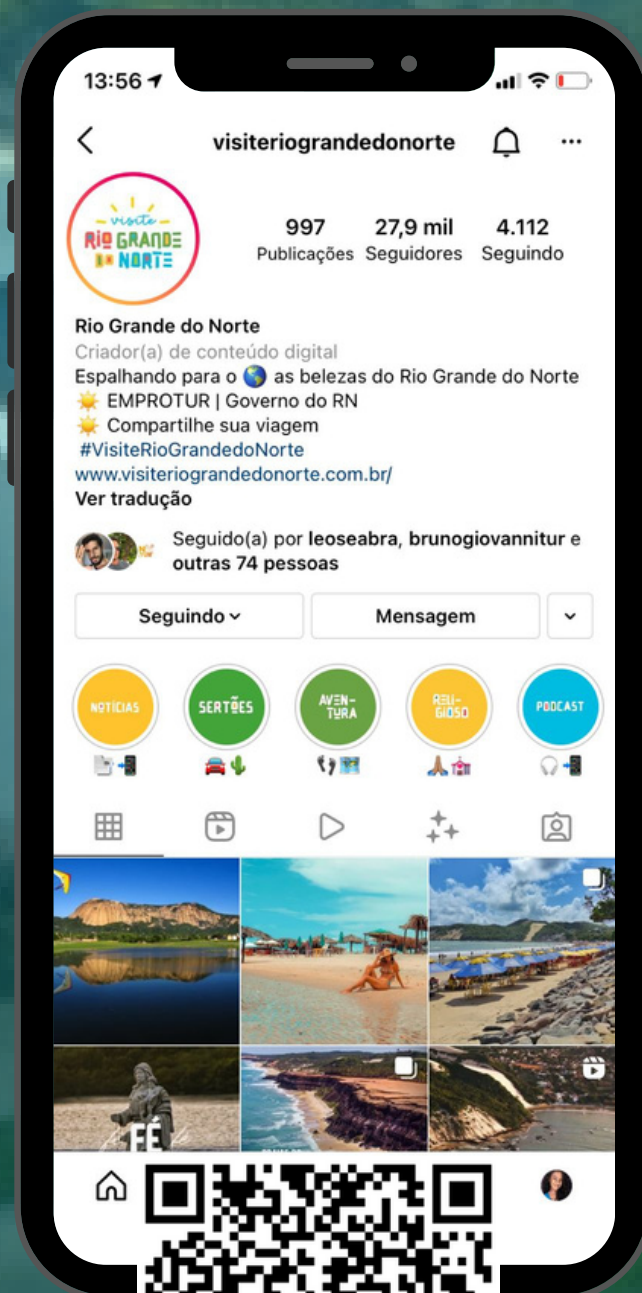 13:56
visiteriograndedonorte
visite
RIO GRANDE
DO NORTE
997 27,9 mil 4.112
Publicações Seguidores Seguindo
Rio Grande do Norte
Criador(a) de conteúdo digital
Espalhando para o 🌎 as belezas do Rio Grande do Norte
☀️ EMPROTUR | Governo do RN
☀️ Compartilhe sua viagem
#VisiteRioGrandedoNorte
www.visiteriograndedonorte.com.br/
Ver tradução
Seguido(a) por leoseabra, brunogiovannitur e
outras 74 pessoas
Seguindo Mensagem
NOTÍCIAS
SERTÕES
AVEN-
TURA
RELI-
GIOSO
PODCAST
FÉ